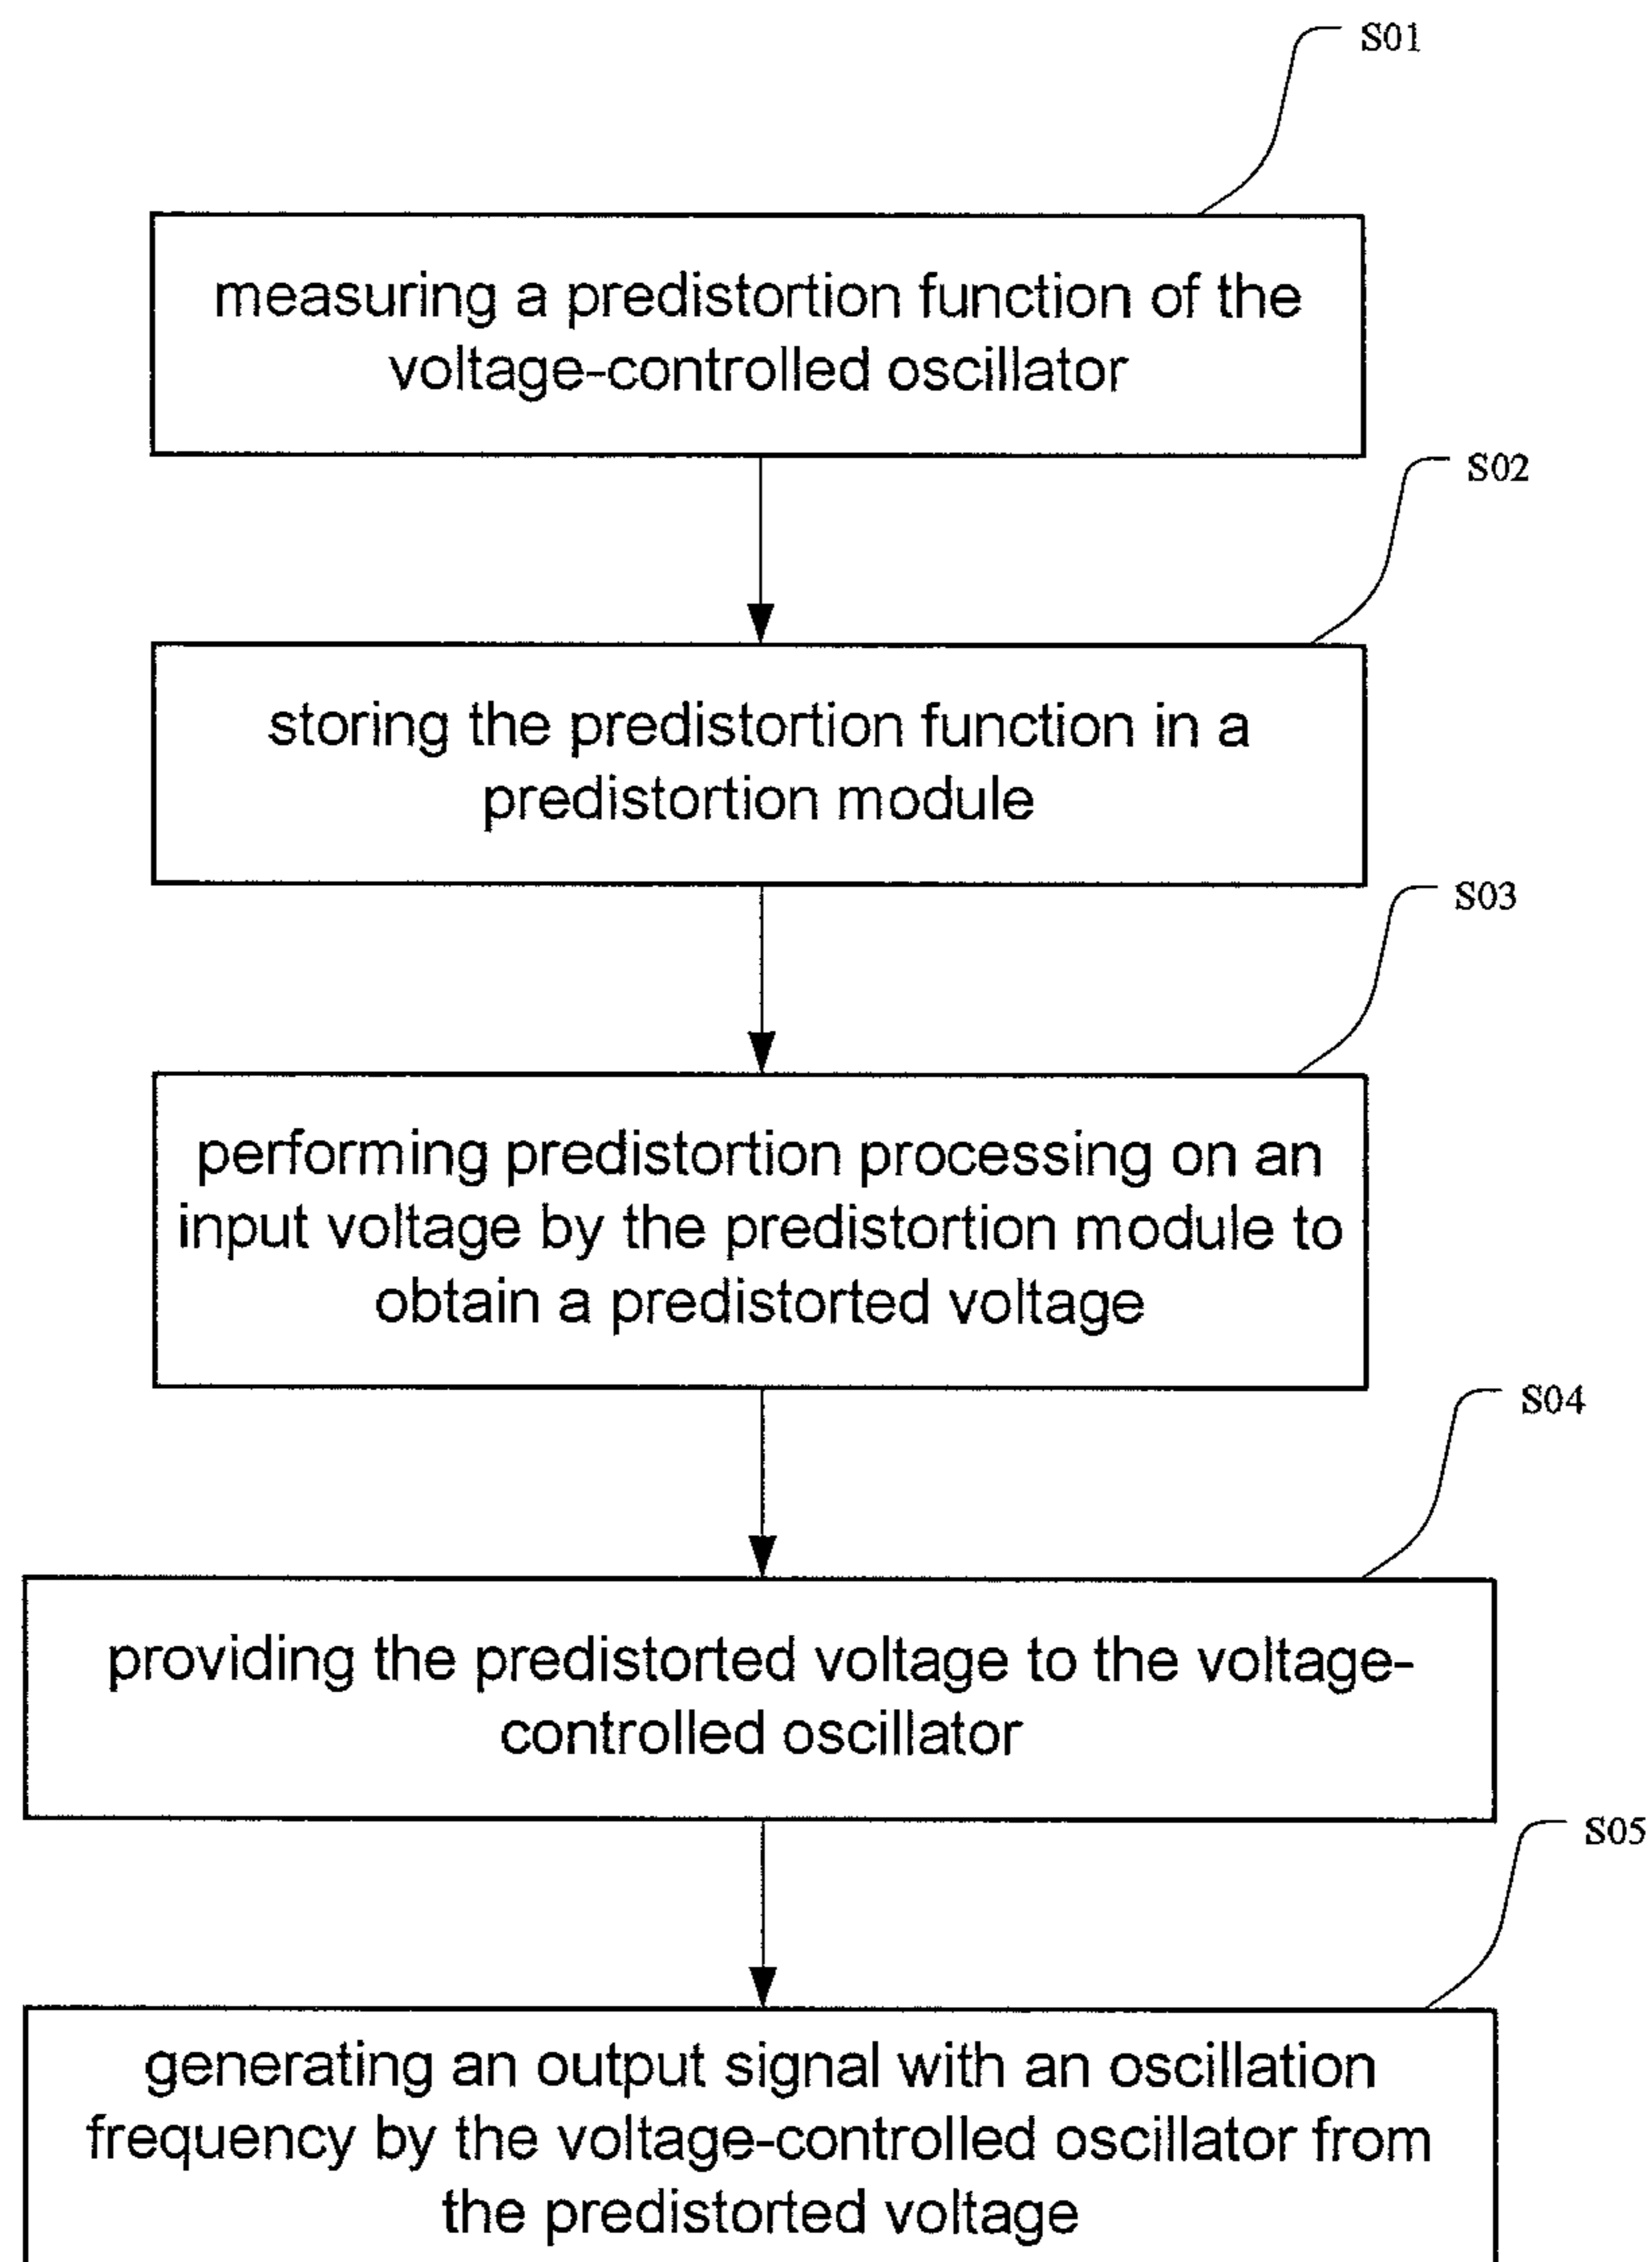 S01
measuring a predistortion function of the
voltage-controlled oscillator
S02
storing the predistortion function in a
predistortion module
S03
performing predistortion processing on an
input voltage by the predistortion module to
obtain a predistorted voltage
S04
providing the predistorted voltage to the voltage-
controlled oscillator
S05
generating an output signal with an oscillation
frequency by the voltage-controlled oscillator from
the predistorted voltage